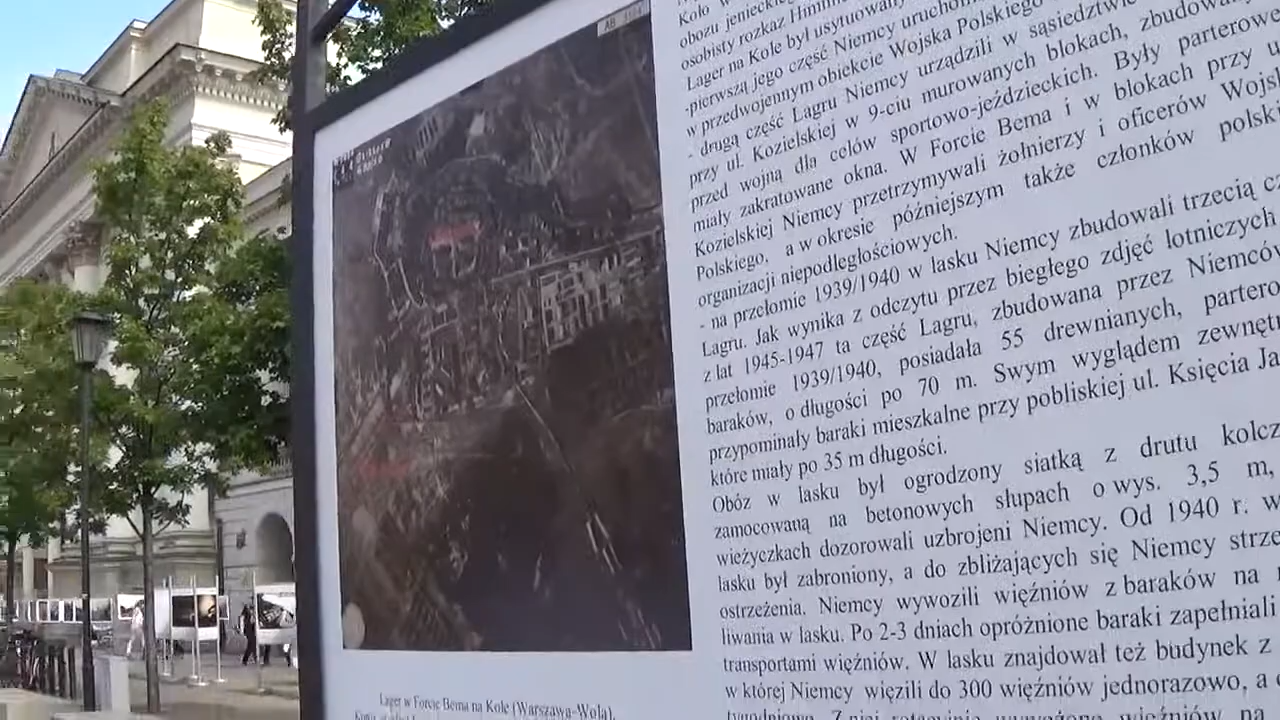 Koło w
obozu jenieckieg
osobisty rozkaz Himm
Lager na Kole był usytuowany
-pierwszą jego część Niemcy uruchom
w przedwojennym obiekcie Wojska Polskiego
- drugą część Lagru Niemcy urządzili w sąsiedztwie
przy ul. Kozielskiej w 9-ciu murowanych blokach, zbudowany
przed wojną dla celów sportowo-jeździeckich. Były parterowe
miały zakratowane okna. W Forcie Bema i w blokach przy u
Kozielskiej Niemcy przetrzymywali żołnierzy i oficerów Wojsk
Polskiego, a w okresie późniejszym także członków polsk
organizacji niepodległościowych.
- na przełomie 1939/1940 w lasku Niemcy zbudowali trzecią cz
Lagru. Jak wynika z odczytu przez biegłego zdjęć lotniczych
z lat 1945-1947 ta część Lagru, zbudowana przez Niemców
przełomie 1939/1940, posiadała 55 drewnianych, partero
baraków, o długości po 70 m. Swym wyglądem zewnętr
przypominały baraki mieszkalne przy pobliskiej ul. Księcia Ja
które miały po 35 m długości.
Obóz w lasku był ogrodzony siatką z drutu kolcz
zamocowaną na betonowych słupach o wys. 3,5 m,
wieżyczkach dozorowali uzbrojeni Niemcy. Od 1940 r. w
lasku był zabroniony, a do zbliżających się Niemcy strze
ostrzeżenia. Niemcy wywozili więźniów z baraków na
liwania w lasku. Po 2-3 dniach opróżnione baraki zapełniali
transportami więźniów. W lasku znajdował też budynek z
w której Niemcy więzili do 300 więźniów jednorazowo, a
Lager w Forcie Bema na Kole (Warszawa-Wola).